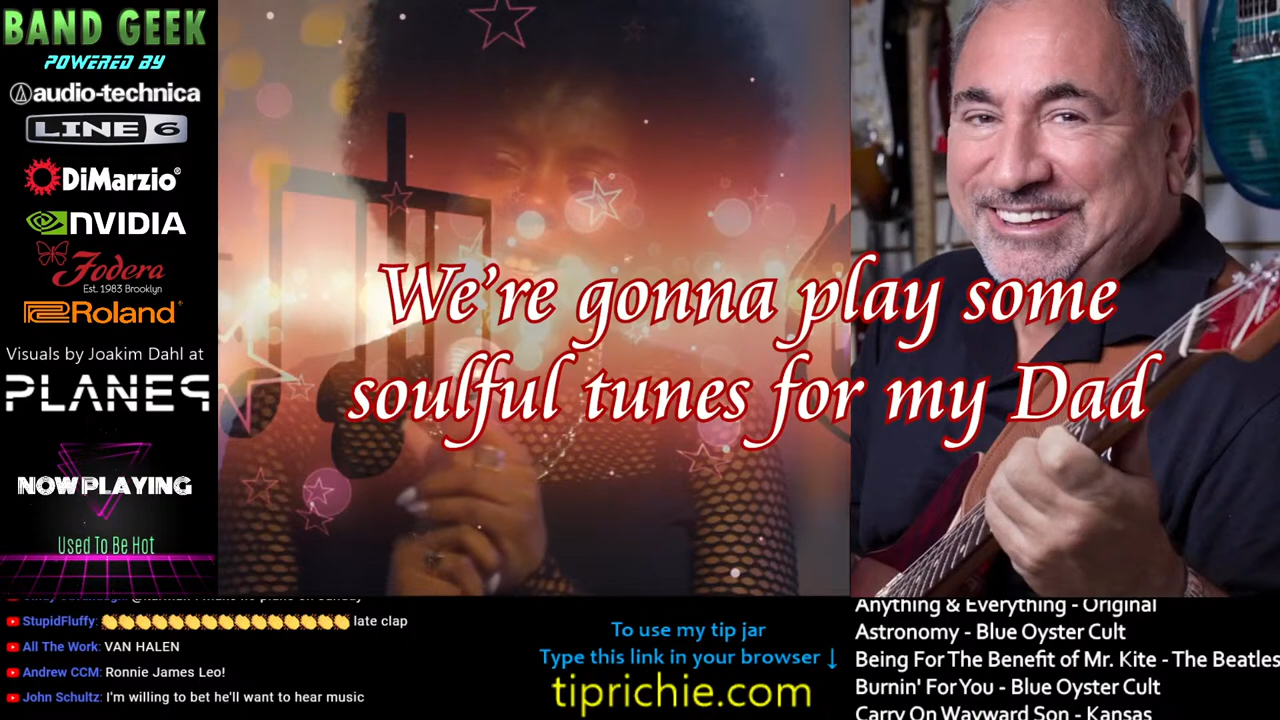 BAND GEEK
POWERED BY
audio-technica
LINE 6
DiMarzio®
NVIDIA
Fodera
Est. 1983 Brooklyn
Roland®
Visuals by Joakim Dahl at
PLANE9
NOW PLAYING
Used To Be Hot
We're gonna play some
soulful tunes for my Dad
StupidFluffy: 👏👏👏👏👏👏👏👏👏👏👏👏👏👏👏 late clap
All The Work: VAN HALEN
Andrew CCM: Ronnie James Leo!
John Schultz: I'm willing to bet he'll want to hear music
To use my tip jar
Type this link in your browser ↓
tiprichie.com
Anything & Everything - Original
Astronomy - Blue Oyster Cult
Being For The Benefit of Mr. Kite - The Beatles
Burnin' For You - Blue Oyster Cult
Carry On Wayward Son - Kansas